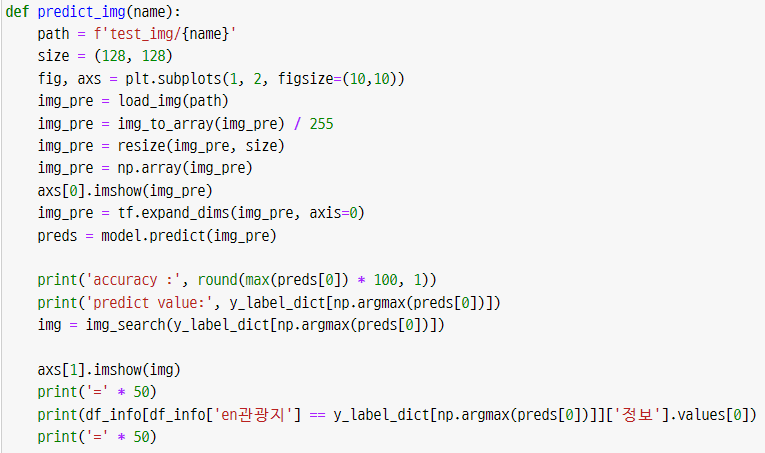 def predict_img(name):
    path = f'test_img/{name}'
    size = (128, 128)
    fig, axs = plt.subplots(1, 2, figsize=(10,10))
    img_pre = load_img(path)
    img_pre = img_to_array(img_pre) / 255
    img_pre = resize(img_pre, size)
    img_pre = np.array(img_pre)
    axs[0].imshow(img_pre)
    img_pre = tf.expand_dims(img_pre, axis=0)
    preds = model.predict(img_pre)
    print('accuracy :', round(max(preds[0]) * 100, 1))
    print('predict value:', y_label_dict[np.argmax(preds[0])])
    img = img_search(y_label_dict[np.argmax(preds[0])])
    axs[1].imshow(img)
    print('=' * 50)
    print(df_info[df_info['en관광지'] == y_label_dict[np.argmax(preds[0])]]['정보'].values[0])
    print('=' * 50)